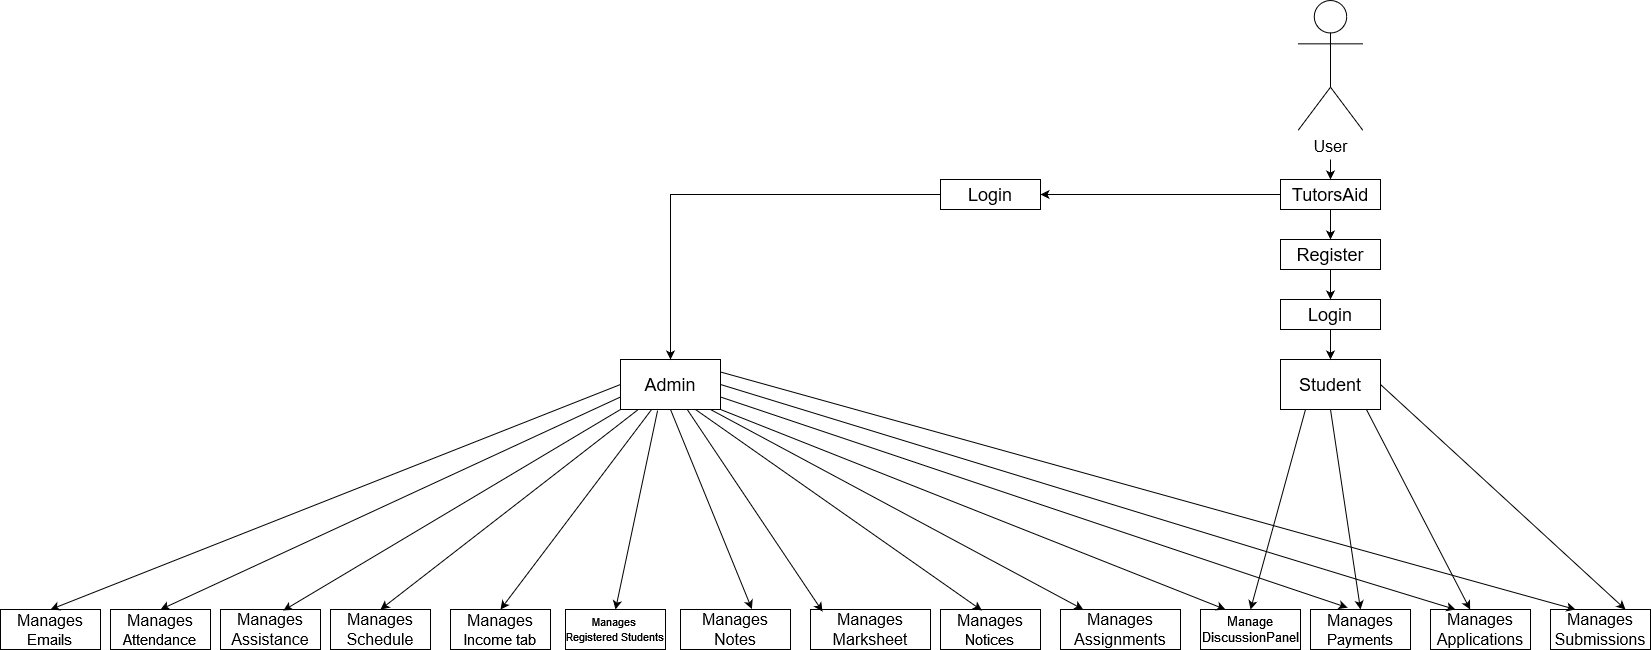 User
TutorsAid
Login
Register
Login
Admin
Student
Manages
Emails
Manages
Attendance
Manages
Assistance
Manages
Schedule
Manages
Income tab
Manages
Registered Students
Manages
Notes
Manages
Marksheet
Manages
Notices
Manages
Assignments
Manage
DiscussionPanel
Manages
Payments
Manages
Applications
Manages
Submissions